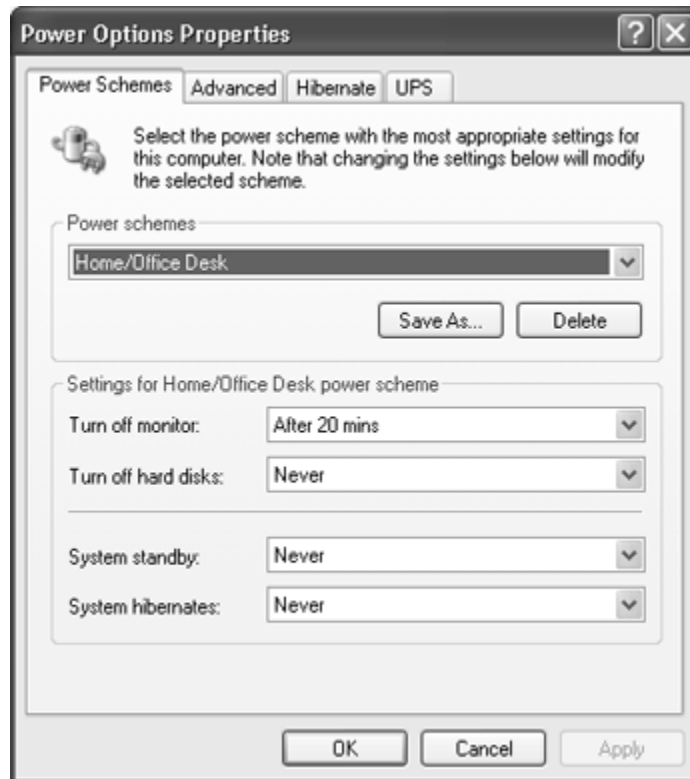 Power Options Properties
Power Schemes Advanced Hibernate UPS
Select the power scheme with the most appropriate settings for
this computer. Note that changing the settings below will modify
the selected scheme.
Power schemes
Home/Office Desk
Save As... Delete
Settings for Home/Office Desk power scheme
Turn off monitor: After 20 mins
Turn off hard disks: Never
System standby: Never
System hibernates: Never
OK Cancel Apply